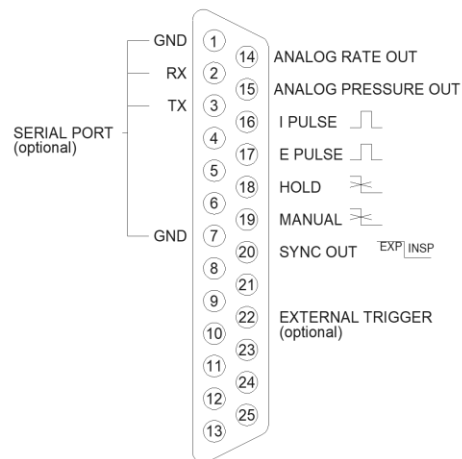 GND
RX
TX
SERIAL PORT
(optional)
GND
1
2
3
4
5
6
7
8
9
10
11
12
13
14
15
16
17
18
19
20
21
22
23
24
25
ANALOG RATE OUT
ANALOG PRESSURE OUT
I PULSE
E PULSE
HOLD
MANUAL
SYNC OUT EXP INSP
EXTERNAL TRIGGER
(optional)